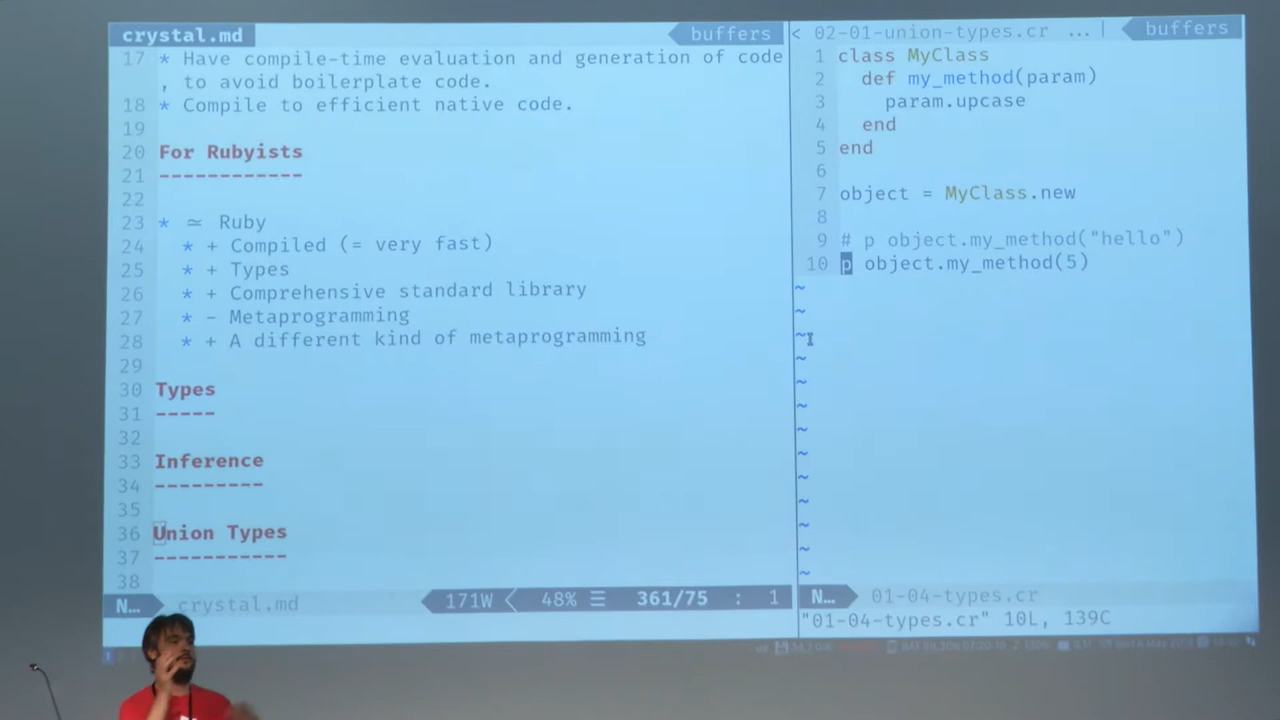 crystal.md buffers
17 * Have compile-time evaluation and generation of code
, to avoid boilerplate code.
18 * Compile to efficient native code.
19
20 For Rubyists
21 ------------
22
23 * ≃ Ruby
24 * + Compiled (= very fast)
25 * + Types
26 * + Comprehensive standard library
27 * - Metaprogramming
28 * + A different kind of metaprogramming
29
30 Types
31 -----
32
33 Inference
34 ---------
35
36 Union Types
37 -----------
38
N… crystal.md 171W 48% ☰ 361/75 : 1
< 02-01-union-types.cr … | buffers
1 class MyClass
2 def my_method(param)
3 param.upcase
4 end
5 end
6
7 object = MyClass.new
8
9 # p object.my_method("hello")
10 p object.my_method(5)
~
~
~
~
~
~
~
~
~
~
~
~
~
N… 01-04-types.cr
"01-04-types.cr" 10L, 139C